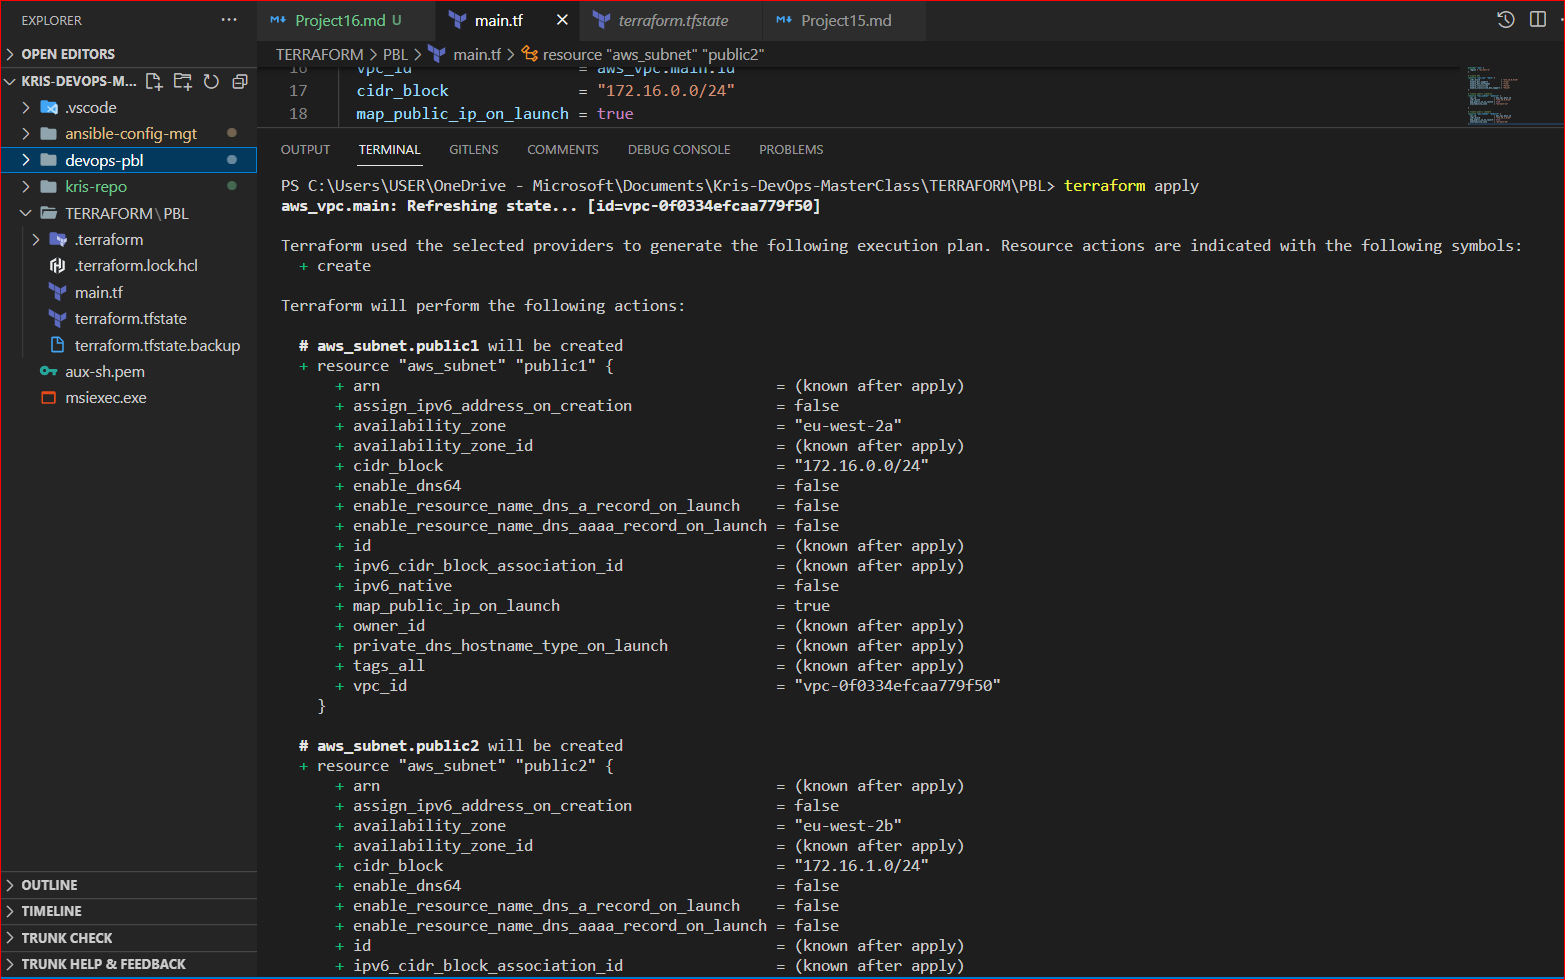 EXPLORER ···
OPEN EDITORS
KRIS-DEVOPS-M...
.vscode
ansible-config-mgt
devops-pbl
kris-repo
TERRAFORM\PBL
.terraform
.terraform.lock.hcl
main.tf
terraform.tfstate
terraform.tfstate.backup
aux-sh.pem
msiexec.exe
OUTLINE
TIMELINE
TRUNK CHECK
TRUNK HELP & FEEDBACK
Project16.md U main.tf terraform.tfstate Project15.md
TERRAFORM > PBL > main.tf > resource "aws_subnet" "public2"
16 vpc_id = aws_vpc.main.id
17 cidr_block = "172.16.0.0/24"
18 map_public_ip_on_launch = true
OUTPUT TERMINAL GITLENS COMMENTS DEBUG CONSOLE PROBLEMS
PS C:\Users\USER\OneDrive - Microsoft\Documents\Kris-DevOps-MasterClass\TERRAFORM\PBL> terraform apply
aws_vpc.main: Refreshing state... [id=vpc-0f0334efcaa779f50]
Terraform used the selected providers to generate the following execution plan. Resource actions are indicated with the following symbols:
+ create
Terraform will perform the following actions:
# aws_subnet.public1 will be created
+ resource "aws_subnet" "public1" {
+ arn = (known after apply)
+ assign_ipv6_address_on_creation = false
+ availability_zone = "eu-west-2a"
+ availability_zone_id = (known after apply)
+ cidr_block = "172.16.0.0/24"
+ enable_dns64 = false
+ enable_resource_name_dns_a_record_on_launch = false
+ enable_resource_name_dns_aaaa_record_on_launch = false
+ id = (known after apply)
+ ipv6_cidr_block_association_id = (known after apply)
+ ipv6_native = false
+ map_public_ip_on_launch = true
+ owner_id = (known after apply)
+ private_dns_hostname_type_on_launch = (known after apply)
+ tags_all = (known after apply)
+ vpc_id = "vpc-0f0334efcaa779f50"
}
# aws_subnet.public2 will be created
+ resource "aws_subnet" "public2" {
+ arn = (known after apply)
+ assign_ipv6_address_on_creation = false
+ availability_zone = "eu-west-2b"
+ availability_zone_id = (known after apply)
+ cidr_block = "172.16.1.0/24"
+ enable_dns64 = false
+ enable_resource_name_dns_a_record_on_launch = false
+ enable_resource_name_dns_aaaa_record_on_launch = false
+ id = (known after apply)
+ ipv6_cidr_block_association_id = (known after apply)